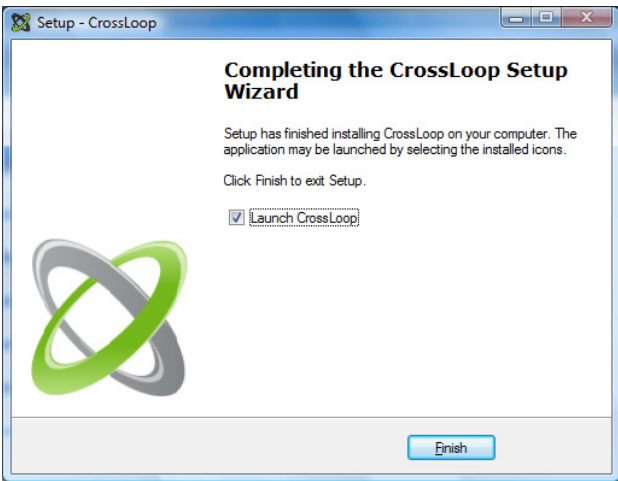 Setup - CrossLoop
Completing the CrossLoop Setup
Wizard
Setup has finished installing CrossLoop on your computer. The
application may be launched by selecting the installed icons.
Click Finish to exit Setup.
Launch CrossLoop
Finish